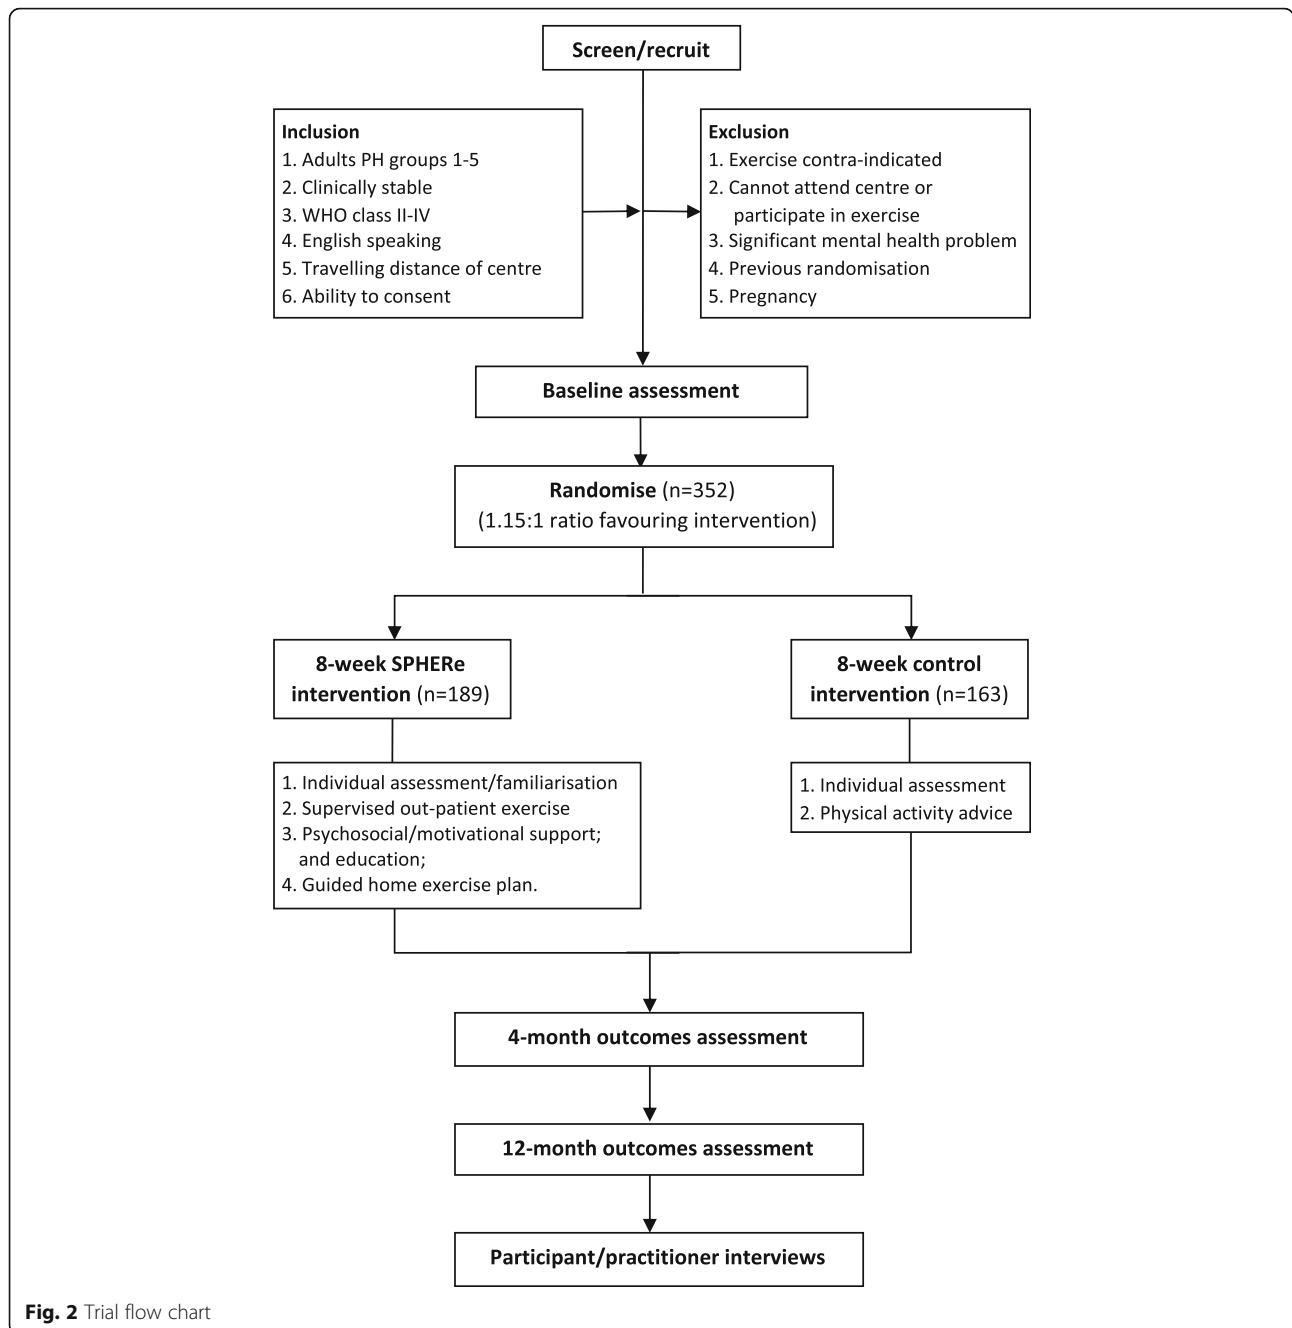 Screen/recruit
Inclusion
1. Adults PH groups 1-5
2. Clinically stable
3. WHO class II-IV
4. English speaking
5. Travelling distance of centre
6. Ability to consent
Exclusion
1. Exercise contra-indicated
2. Cannot attend centre or
participate in exercise
3. Significant mental health problem
4. Previous randomisation
5. Pregnancy
Baseline assessment
Randomise (n=352)
(1.15:1 ratio favouring intervention)
8-week SPHERe
intervention (n=189)
8-week control
intervention (n=163)
1. Individual assessment/familiarisation
2. Supervised out-patient exercise
3. Psychosocial/motivational support;
and education;
4. Guided home exercise plan.
1. Individual assessment
2. Physical activity advice
4-month outcomes assessment
12-month outcomes assessment
Participant/practitioner interviews
Fig. 2 Trial flow chart